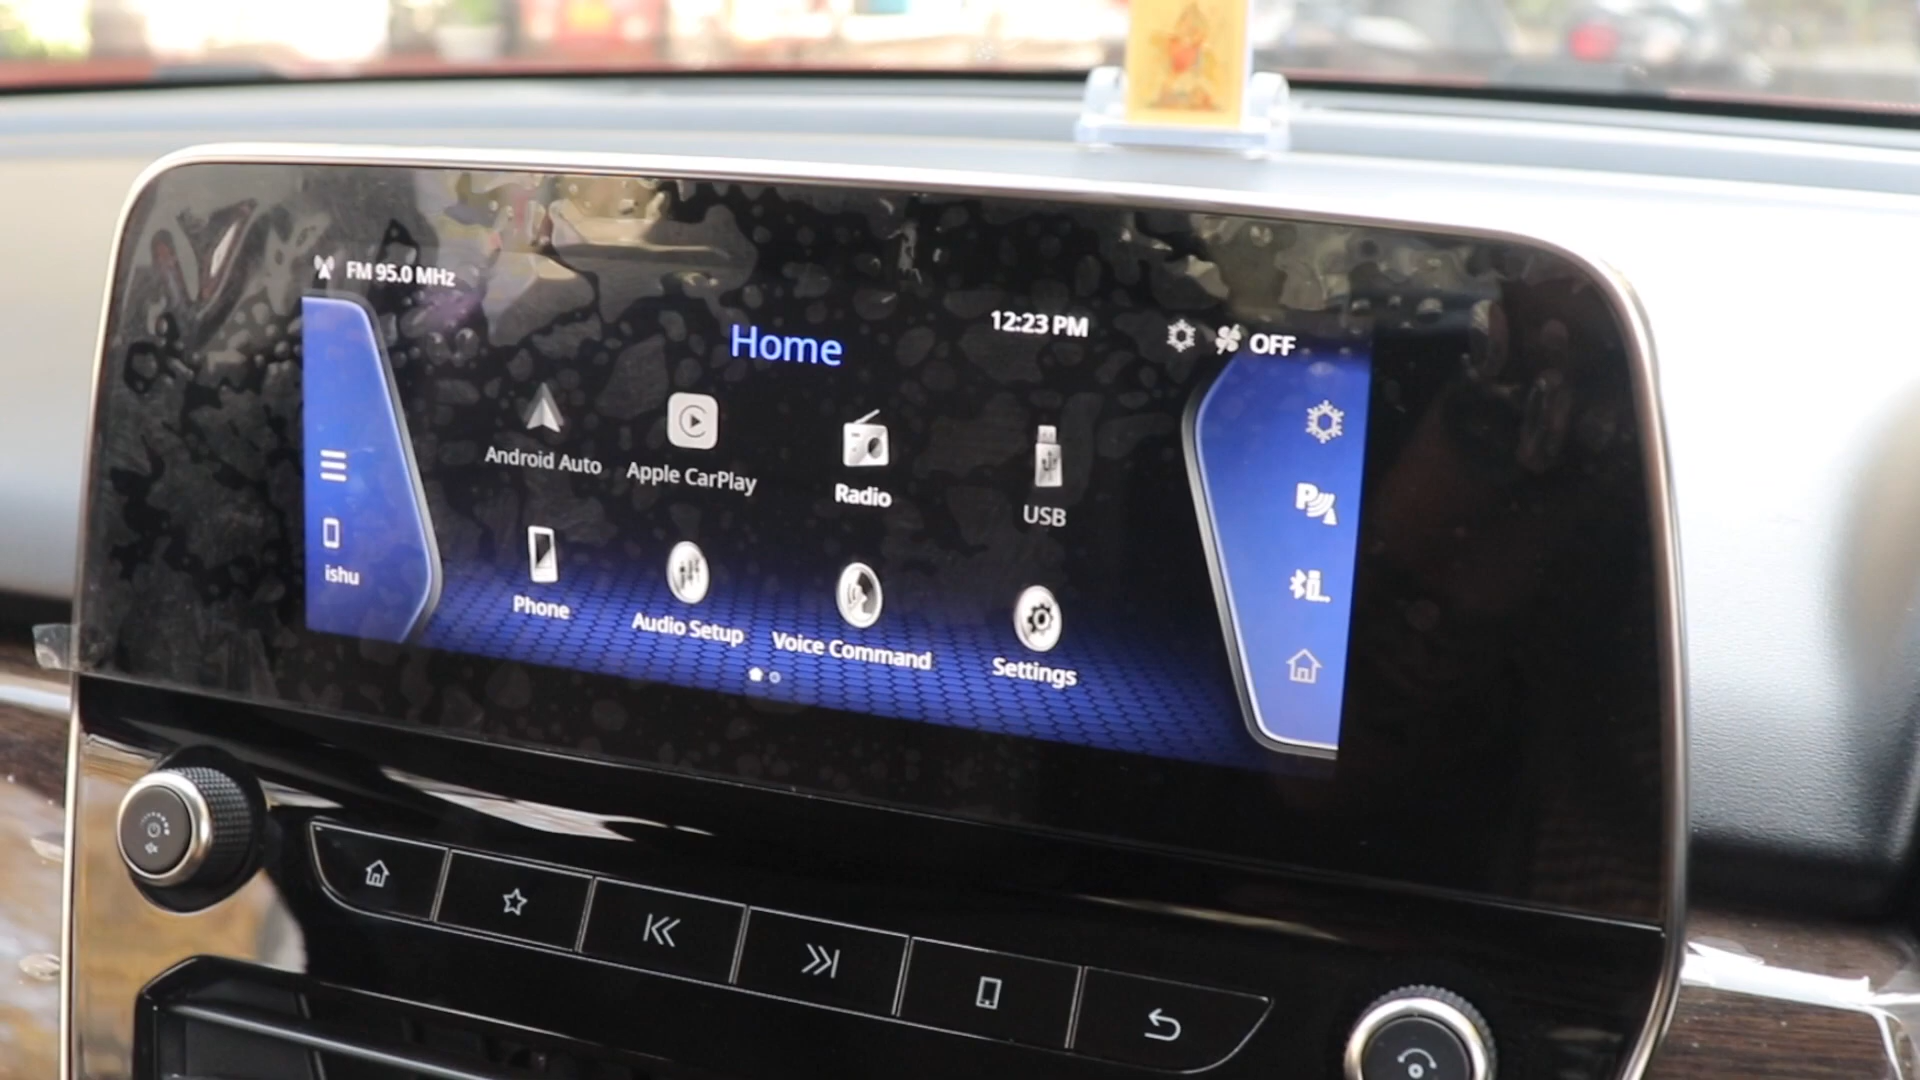 FM 95.0 MHz
12:23 PM
OFF
Home
Android Auto
Apple CarPlay
Radio
USB
ishu
Phone
Audio Setup
Voice Command
Settings